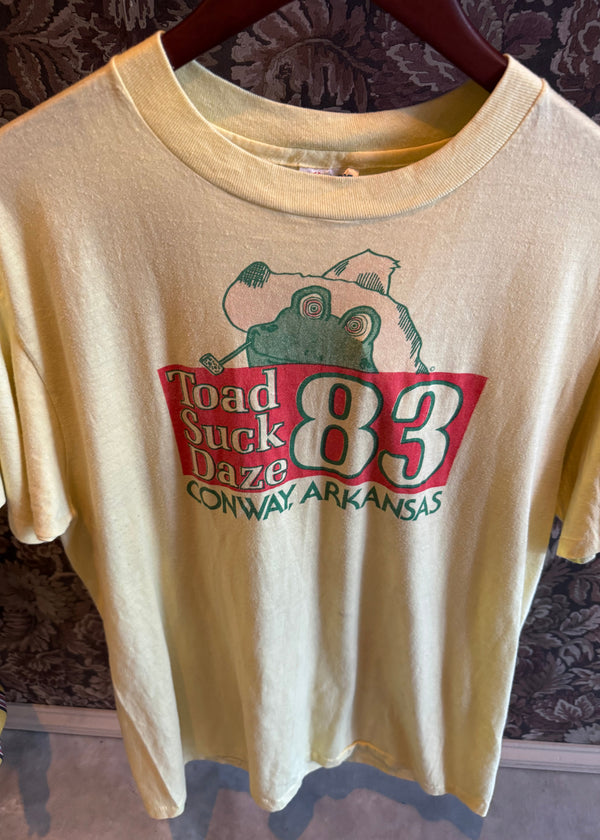 Toad
Suck
Daze
83
CONWAY, ARKANSAS